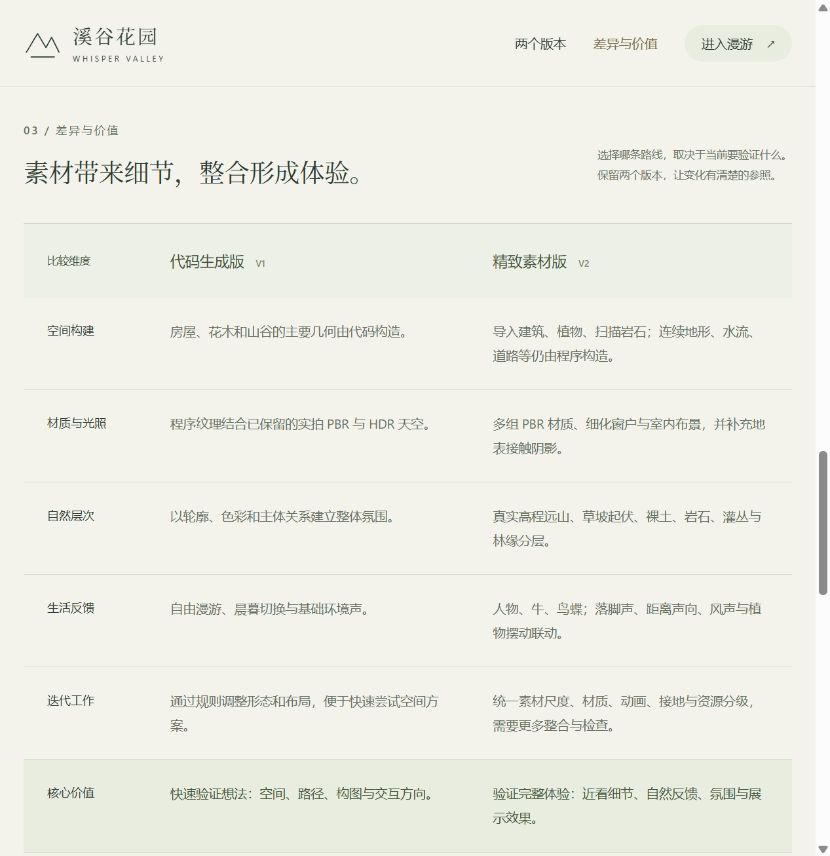 溪谷花园
WHISPER VALLEY
两个版本 差异与价值 进入漫游 ↗
03 / 差异与价值
素材带来细节，整合形成体验。
选择哪条路线，取决于当前要验证什么。
保留两个版本，让变化有清楚的参照。
比较维度 代码生成版 V1 精致素材版 V2
空间构建 房屋、花木和山谷的主要几何由代码构造。 导入建筑、植物、扫描岩石；连续地形、水流、
道路等仍由程序构造。
材质与光照 程序纹理结合已保留的实拍 PBR 与 HDR 天空。 多组 PBR 材质、细化窗户与室内布景，并补充地
表接触阴影。
自然层次 以轮廓、色彩和主体关系建立整体氛围。 真实高程远山、草坡起伏、裸土、岩石、灌丛与
林缘分层。
生活反馈 自由漫游、晨暮切换与基础环境声。 人物、牛、鸟蝶；落脚声、距离声向、风声与植
物摆动联动。
迭代工作 通过规则调整形态和布局，便于快速尝试空间方 统一素材尺度、材质、动画、接地与资源分级，
案。 需要更多整合与检查。
核心价值 快速验证想法：空间、路径、构图与交互方向。 验证完整体验：近看细节、自然反馈、氛围与展
示效果。